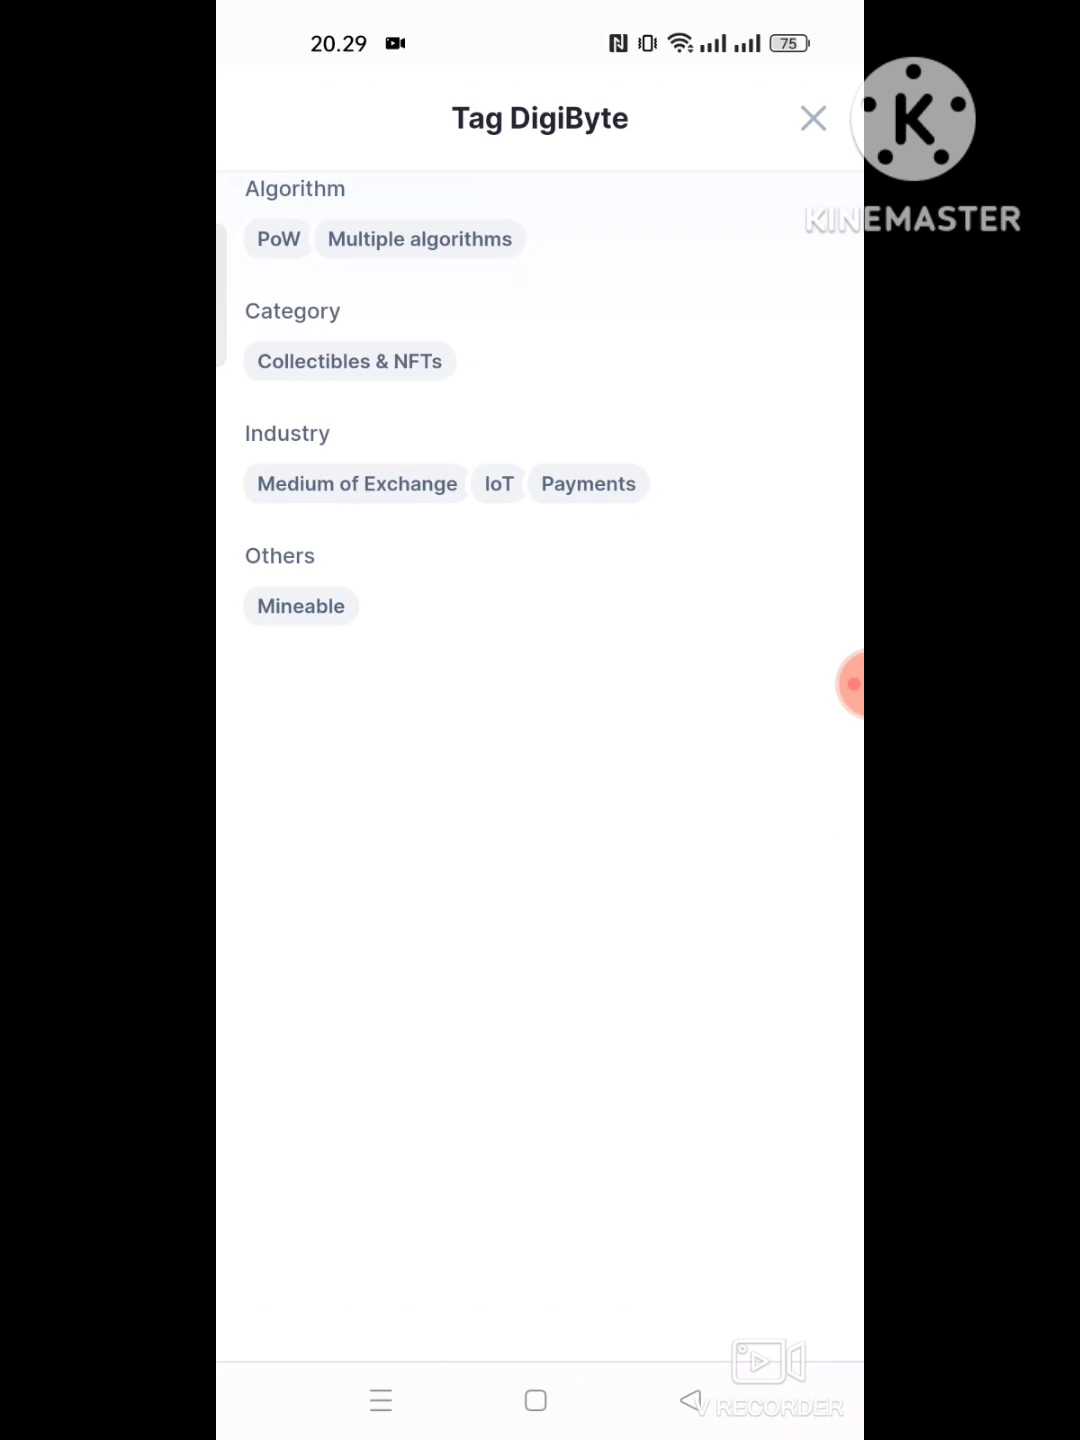 20.29
75
Tag DigiByte
K
KINEMASTER
Algorithm
PoW Multiple algorithms
Category
Collectibles & NFTs
Industry
Medium of Exchange IoT Payments
Others
Mineable
V RECORDER